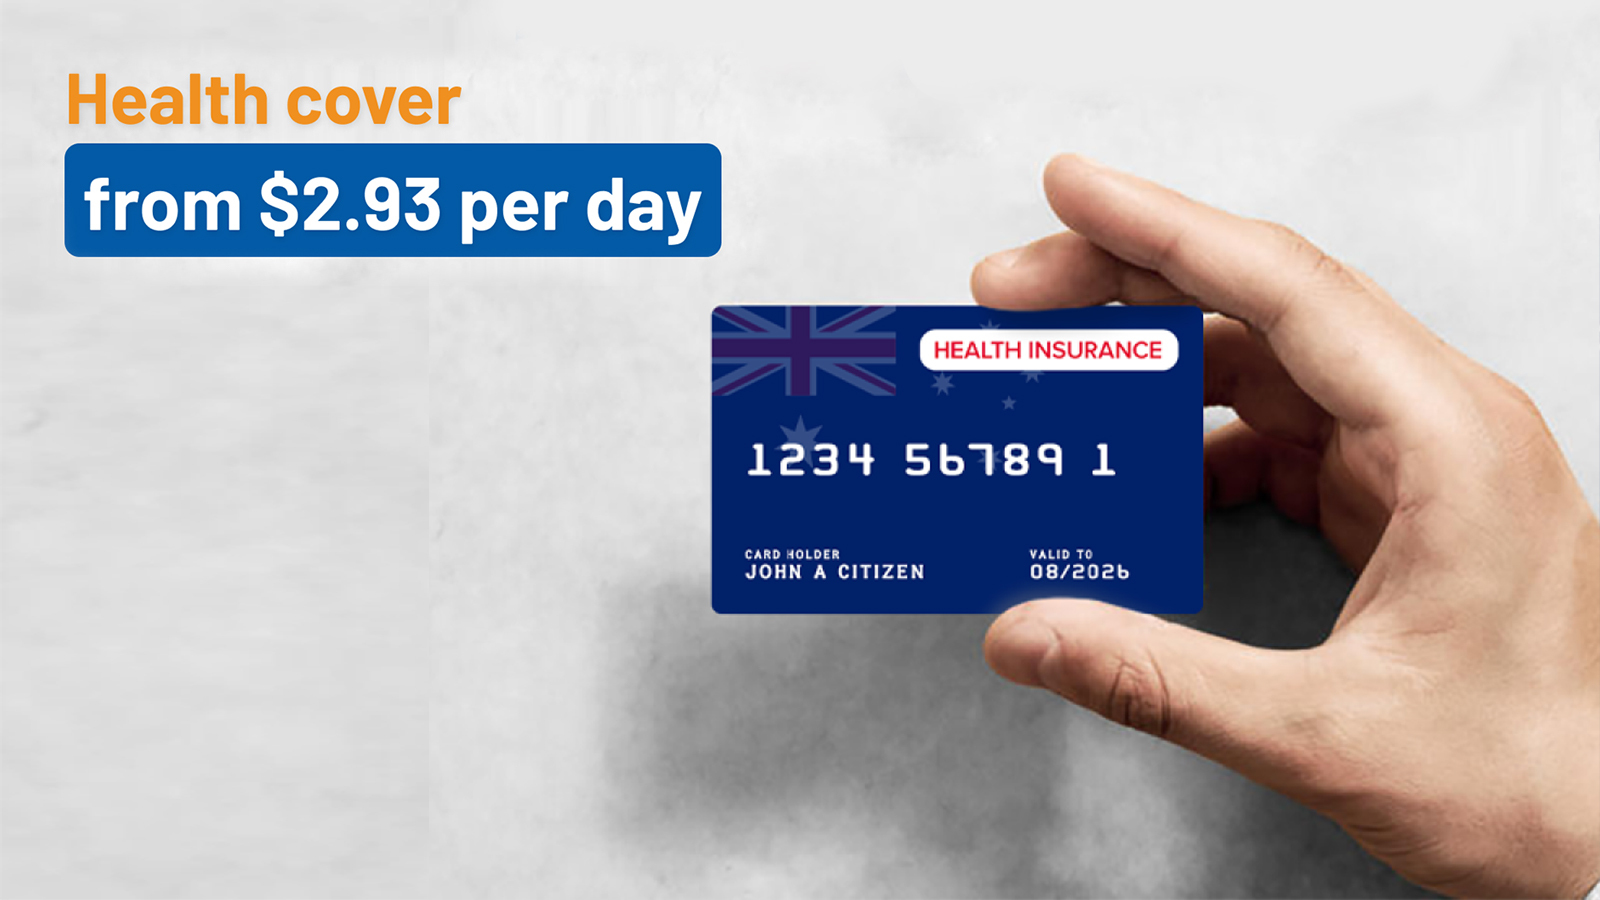 Health cover
from $2.93 per day
HEALTH INSURANCE
1234 56789 1
CARD HOLDER
JOHN A CITIZEN
VALID TO
08/2026